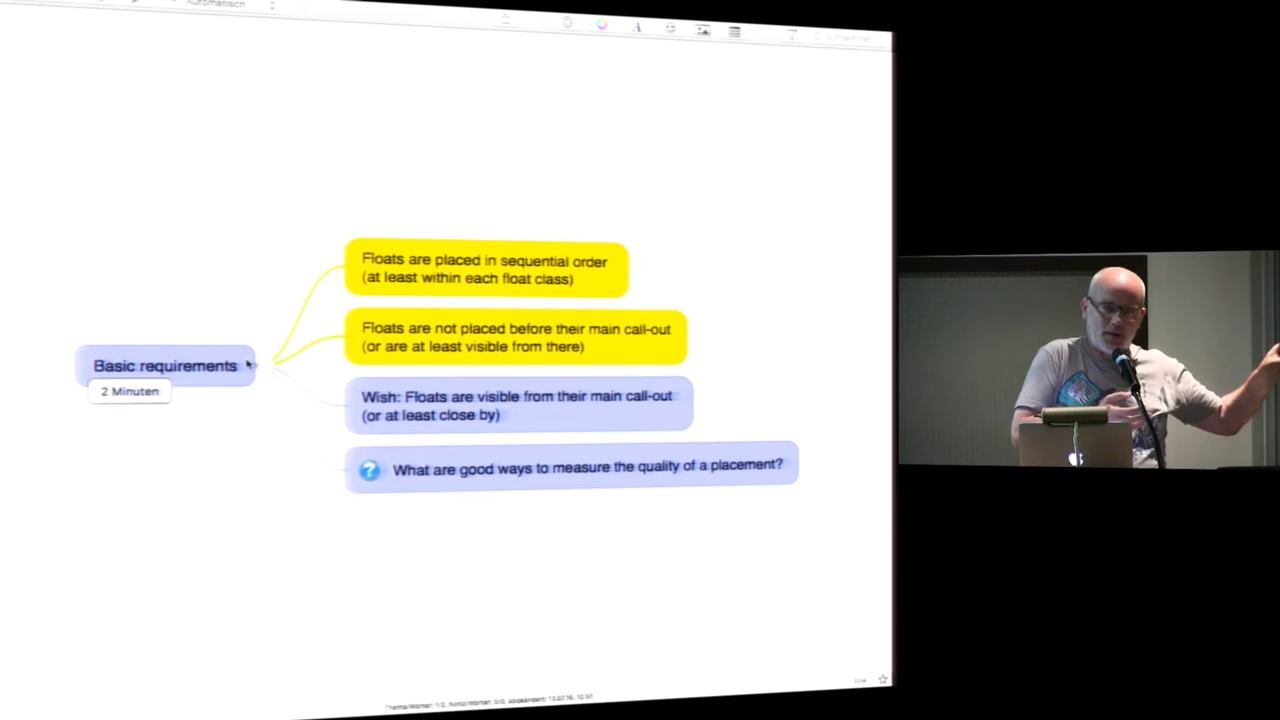 Automatisch
Floats are placed in sequential order
(at least within each float class)
Floats are not placed before their main call-out
(or are at least visible from there)
Basic requirements
2 Minuten
Wish: Floats are visible from their main call-out
(or at least close by)
What are good ways to measure the quality of a placement?